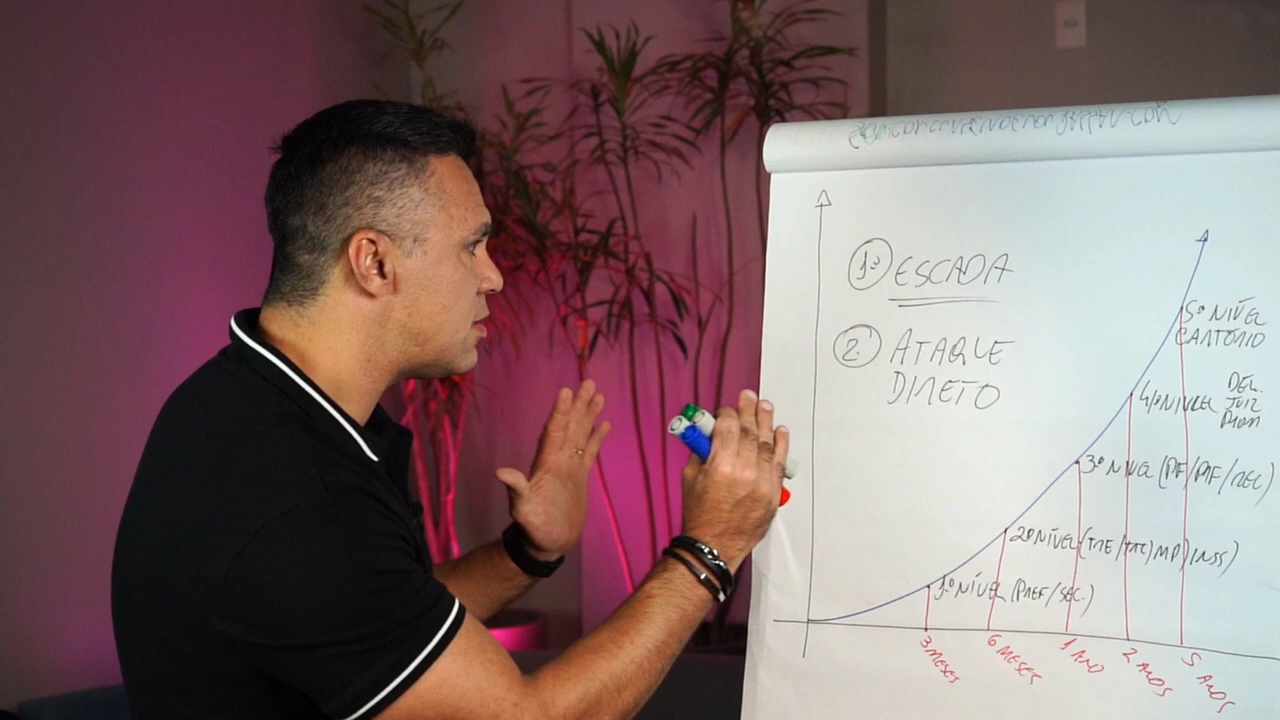 1º ESCADA
2. ATAQUE
DIRETO
5º NÍVEL
CARTÓRIO
DEL.
4º NÍVEL JUIZ
PROM
3º NÍVEL (PF/PRF/REC)
2º NÍVEL (TRE/TRT/MP/INSS)
1º NÍVEL (PREF/SEC.)
3 MESES
6 MESES
1 ANO
2 ANOS
5 ANOS